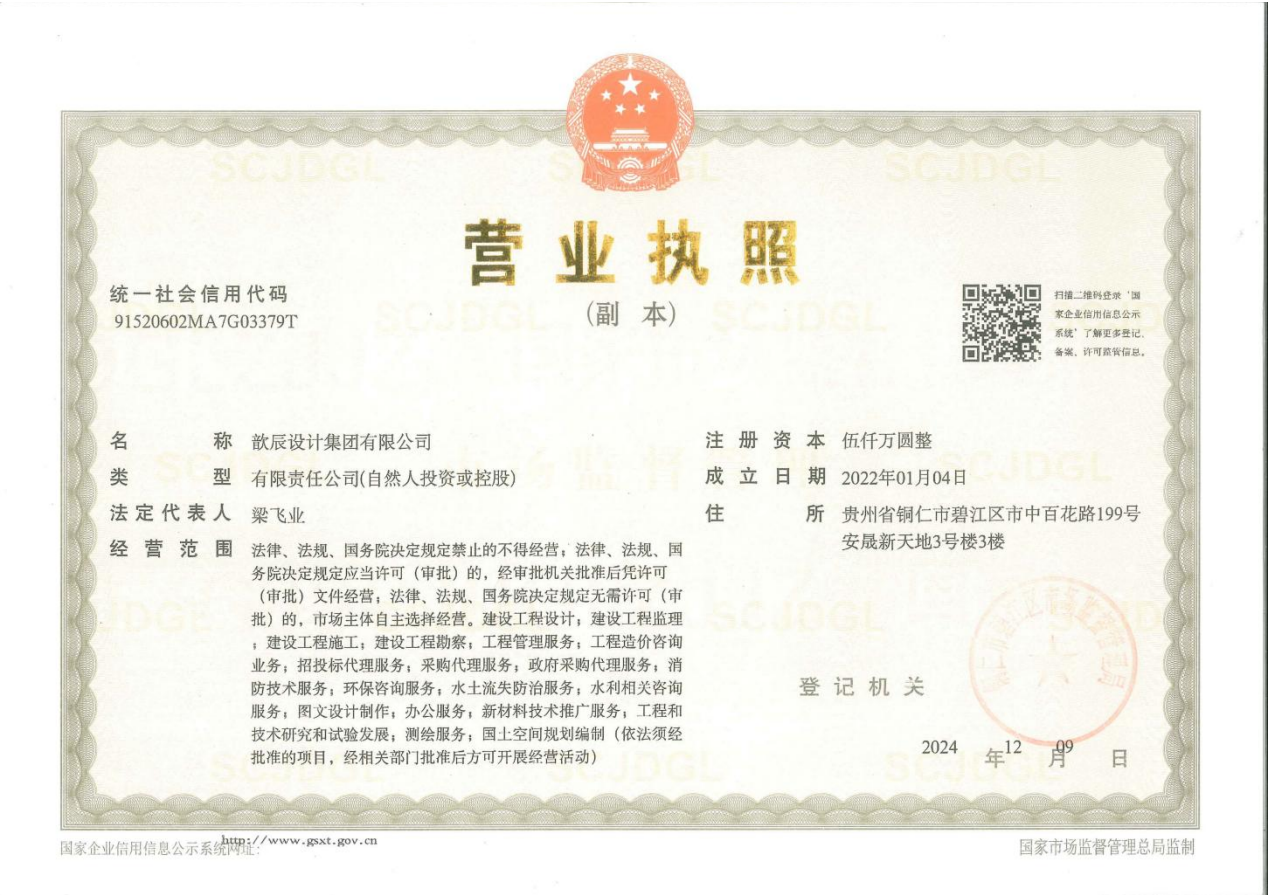 营业执照
（副 本）
统一社会信用代码
91520602MA7G03379T
扫描二维码登录‘国
家企业信用信息公示
系统’了解更多登记、
备案、许可监管信息。
名 称 歆辰设计集团有限公司
类 型 有限责任公司(自然人投资或控股)
法定代表人 梁飞业
经营范围 法律、法规、国务院决定规定禁止的不得经营；法律、法规、国
务院决定规定应当许可（审批）的，经审批机关批准后凭许可
（审批）文件经营；法律、法规、国务院决定规定无需许可（审
批）的，市场主体自主选择经营。建设工程设计；建设工程监理
；建设工程施工；建设工程勘察；工程管理服务；工程造价咨询
业务；招投标代理服务；采购代理服务；政府采购代理服务；消
防技术服务；环保咨询服务；水土流失防治服务；水利相关咨询
服务；图文设计制作；办公服务；新材料技术推广服务；工程和
技术研究和试验发展；测绘服务；国土空间规划编制（依法须经
批准的项目，经相关部门批准后方可开展经营活动）
注册资本 伍仟万圆整
成立日期 2022年01月04日
住 所 贵州省铜仁市碧江区市中百花路199号
安晟新天地3号楼3楼
登记机关
2024 年 12 月 09 日
国家企业信用信息公示系统网址：http://www.gsxt.gov.cn
国家市场监督管理总局监制
SCJDGL